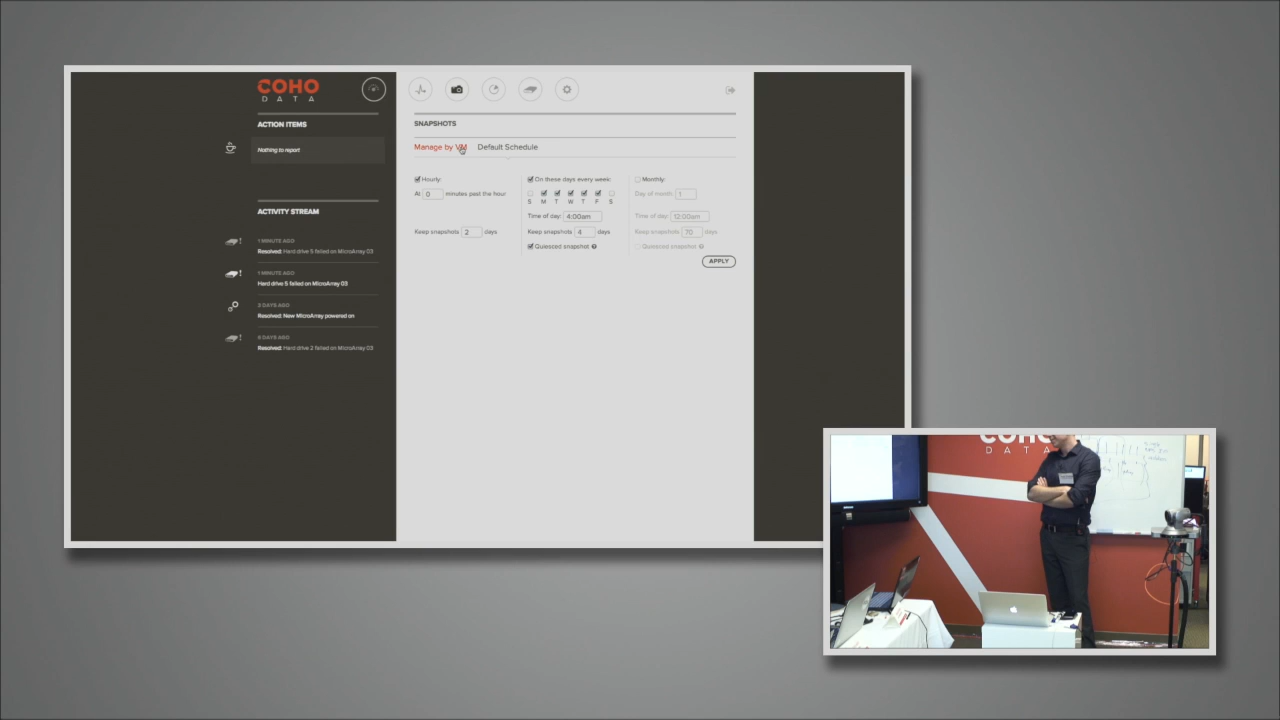 COHO
DATA
ACTION ITEMS
Nothing to report
ACTIVITY STREAM
1 MINUTE AGO
Resolved: Hard drive 5 failed on MicroArray 03
1 MINUTE AGO
Hard drive 5 failed on MicroArray 03
3 DAYS AGO
Resolved: New MicroArray powered on
6 DAYS AGO
Resolved: Hard drive 2 failed on MicroArray 03
SNAPSHOTS
Manage by VM Default Schedule
Hourly:
At 0 minutes past the hour
Keep snapshots 2 days
On these days every week:
S M T W T F S
Time of day: 4:00am
Keep snapshots 4 days
Quiesced snapshot
Monthly:
Day of month: 1
Time of day: 12:00am
Keep snapshots 70 days
Quiesced snapshot
APPLY
COHO
DATA